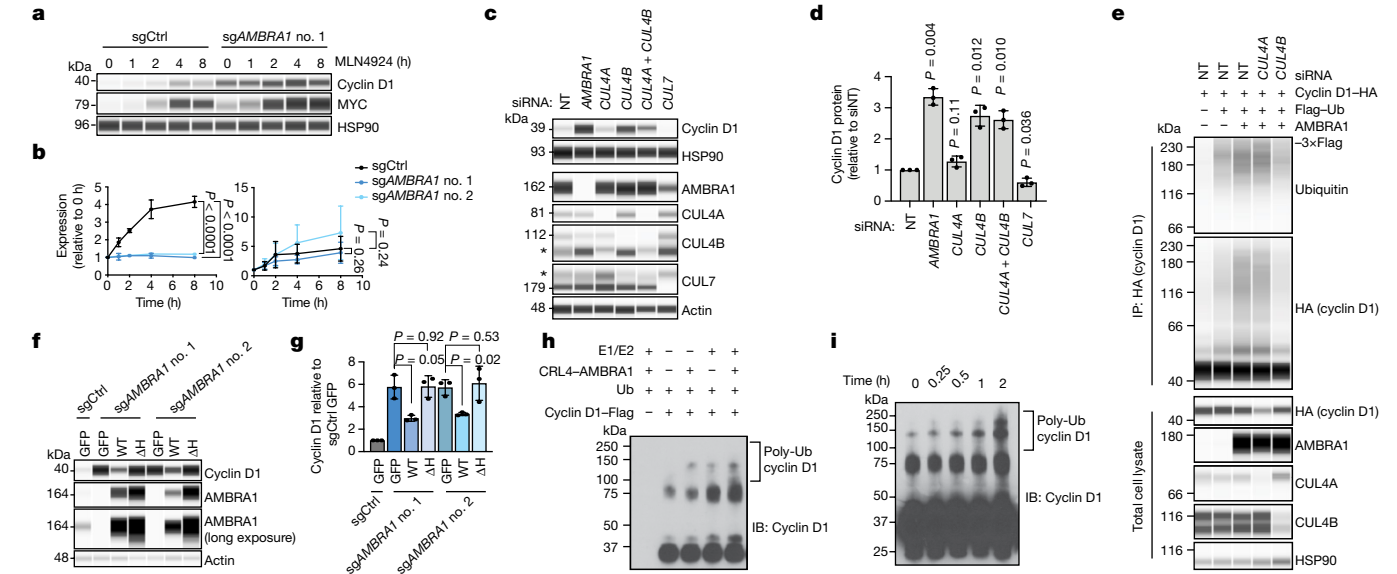 a
sgCtrl
sgAMBRA1 no. 1
0 1 2 4 8 0 1 2 4 8 MLN4924 (h)
kDa
40 Cyclin D1
79 MYC
96 HSP90
b
sgCtrl
sgAMBRA1 no. 1
sgAMBRA1 no. 2
Expression
(relative to 0 h)
5
4
3
2
1
0
0 2 4 6 8 10
Time (h)
P < 0.0001
P < 0.0001
15
10
5
0
0 2 4 6 8 10
Time (h)
P = 0.26
P = 0.24
c
siRNA: NT AMBRA1 CUL4A CUL4B CUL4A + CUL4B CUL7
kDa
39 Cyclin D1
93 HSP90
162 AMBRA1
81 CUL4A
112 CUL4B
*
* CUL7
179
48 Actin
d
Cyclin D1 protein
(relative to siNT)
4
3
2
1
0
P = 0.004
P = 0.11
P = 0.012
P = 0.010
P = 0.036
siRNA: NT AMBRA1 CUL4A CUL4B CUL4A + CUL4B CUL7
e
NT NT NT CUL4A CUL4B siRNA
+ + + + + Cyclin D1–HA
– + + + + Flag–Ub
– – + + + AMBRA1
–3×Flag
kDa
IP: HA (cyclin D1)
230
180
116
66
Ubiquitin
230
180
116
66
40
HA (cyclin D1)
Total cell lysate
40 HA (cyclin D1)
180 AMBRA1
66 CUL4A
116 CUL4B
116 HSP90
f
sgCtrl
sgAMBRA1 no. 1
sgAMBRA1 no. 2
GFP GFP WT ΔH GFP WT ΔH
kDa
40 Cyclin D1
164 AMBRA1
164 AMBRA1
(long exposure)
48 Actin
g
Cyclin D1 relative to
sgCtrl GFP
8
6
4
2
0
P = 0.92
P = 0.05
P = 0.53
P = 0.02
GFP GFP WT ΔH GFP WT ΔH
sgCtrl
sgAMBRA1 no. 1
sgAMBRA1 no. 2
h
E1/E2 + – – + +
CRL4–AMBRA1 + – + – +
Ub + – + + +
Cyclin D1–Flag – + + + +
kDa
250
150
100
75
50
37
Poly-Ub
cyclin D1
IB: Cyclin D1
i
Time (h) 0 0.25 0.5 1 2
kDa
250
150
100
75
50
37
25
Poly-Ub
cyclin D1
IB: Cyclin D1